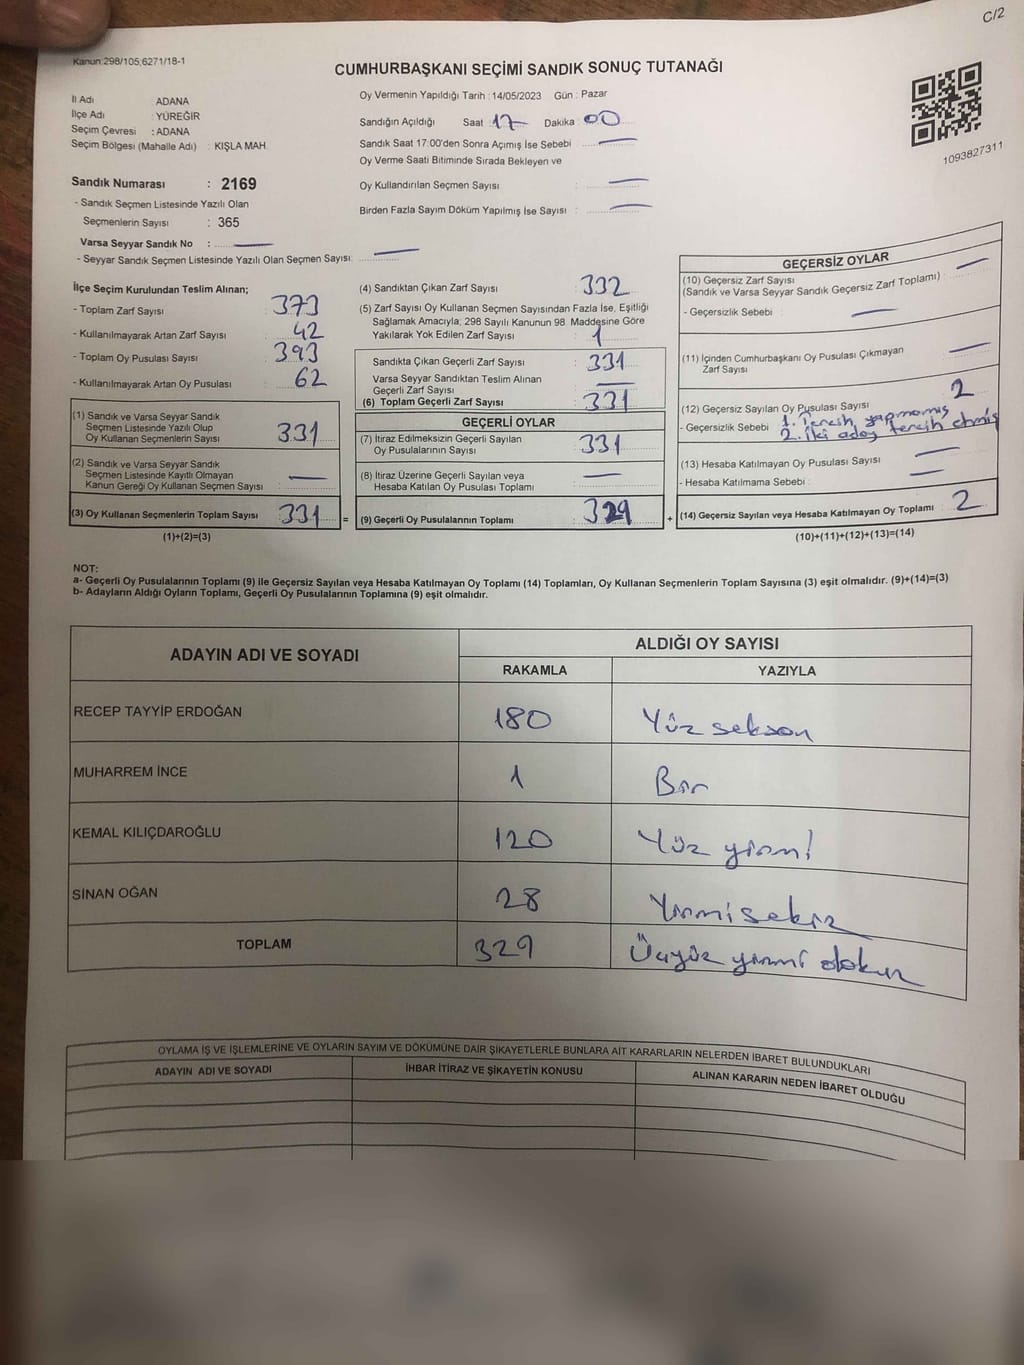 C/2
Kanun:298/105;6271/18-1
CUMHURBAŞKANI SEÇİMİ SANDIK SONUÇ TUTANAĞI
İl Adı ADANA
İlçe Adı : YÜREĞİR
Seçim Çevresi : ADANA
Seçim Bölgesi (Mahalle Adı) : KIŞLA MAH.
Oy Vermenin Yapıldığı Tarih : 14/05/2023 Gün : Pazar
Sandığın Açıldığı Saat : 17 Dakika : 00
Sandık Saat 17:00'den Sonra Açımış İse Sebebi
Oy Verme Saati Bitiminde Sırada Bekleyen ve
Oy Kullandırılan Seçmen Sayısı :
Birden Fazla Sayım Döküm Yapılmış İse Sayısı :
1093827311
Sandık Numarası : 2169
- Sandık Seçmen Listesinde Yazılı Olan
Seçmenlerin Sayısı : 365
Varsa Seyyar Sandık No :
- Seyyar Sandık Seçmen Listesinde Yazılı Olan Seçmen Sayısı:
İlçe Seçim Kurulundan Teslim Alınan;
- Toplam Zarf Sayısı : 373
- Kullanılmayarak Artan Zarf Sayısı : 42
- Toplam Oy Pusulası Sayısı : 393
- Kullanılmayarak Artan Oy Pusulası : 62
(1) Sandık ve Varsa Seyyar Sandık
Seçmen Listesinde Yazılı Olup
Oy Kullanan Seçmenlerin Sayısı : 331
(2) Sandık ve Varsa Seyyar Sandık
Seçmen Listesinde Kayıtlı Olmayan
Kanun Gereği Oy Kullanan Seçmen Sayısı :
(3) Oy Kullanan Seçmenlerin Toplam Sayısı : 331 =
(1)+(2)=(3)
(4) Sandıktan Çıkan Zarf Sayısı : 332
(5) Zarf Sayısı Oy Kullanan Seçmen Sayısından Fazla İse, Eşitliği
Sağlamak Amacıyla; 298 Sayılı Kanunun 98. Maddesine Göre
Yakılarak Yok Edilen Zarf Sayısı : 1
Sandıkta Çıkan Geçerli Zarf Sayısı : 331
Varsa Seyyar Sandıktan Teslim Alınan
Geçerli Zarf Sayısı :
(6) Toplam Geçerli Zarf Sayısı : 331
GEÇERLİ OYLAR
(7) İtiraz Edilmeksizin Geçerli Sayılan
Oy Pusulalarının Sayısı : 331
(8) İtiraz Üzerine Geçerli Sayılan veya
Hesaba Katılan Oy Pusulası Toplamı :
(9) Geçerli Oy Pusulalarının Toplamı : 329 +
GEÇERSİZ OYLAR
(10) Geçersiz Zarf Sayısı
(Sandık ve Varsa Seyyar Sandık Geçersiz Zarf Toplamı) :
- Geçersizlik Sebebi :
(11) İçinden Cumhurbaşkanı Oy Pusulası Çıkmayan
Zarf Sayısı :
(12) Geçersiz Sayılan Oy Pusulası Sayısı : 2
- Geçersizlik Sebebi : 1. Tercih yapmamış
2. İki aday tercih etmiş
(13) Hesaba Katılmayan Oy Pusulası Sayısı :
- Hesaba Katılmama Sebebi :
(14) Geçersiz Sayılan veya Hesaba Katılmayan Oy Toplamı : 2
(10)+(11)+(12)+(13)=(14)
NOT:
a- Geçerli Oy Pusulalarının Toplamı (9) ile Geçersiz Sayılan veya Hesaba Katılmayan Oy Toplamı (14) Toplamları, Oy Kullanan Seçmenlerin Toplam Sayısına (3) eşit olmalıdır. (9)+(14)=(3)
b- Adayların Aldığı Oyların Toplamı, Geçerli Oy Pusulalarının Toplamına (9) eşit olmalıdır.
ADAYIN ADI VE SOYADI ALDIĞI OY SAYISI
RAKAMLA YAZIYLA
RECEP TAYYİP ERDOĞAN 180 Yüz seksen
MUHARREM İNCE 1 Bir
KEMAL KILIÇDAROĞLU 120 Yüz yirmi
SİNAN OĞAN 28 Yirmi sekiz
TOPLAM 329 Üçyüz yirmi dokuz
OYLAMA İŞ VE İŞLEMLERİNE VE OYLARIN SAYIM VE DÖKÜMÜNE DAİR ŞİKAYETLERLE BUNLARA AİT KARARLARIN NELERDEN İBARET BULUNDUKLARI
ADAYIN ADI VE SOYADI İHBAR İTİRAZ VE ŞİKAYETİN KONUSU ALINAN KARARIN NEDEN İBARET OLDUĞU